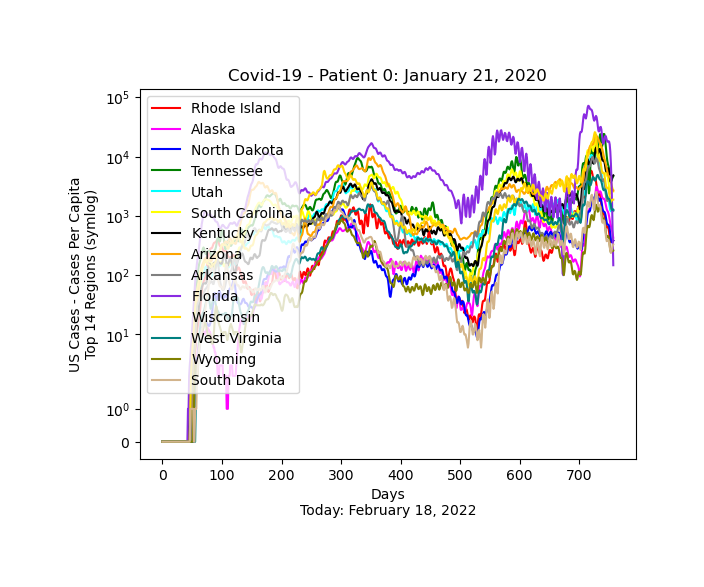 Covid-19 - Patient 0: January 21, 2020
US Cases - Cases Per Capita
Top 14 Regions (symlog)
10^5
10^4
10^3
10^2
10^1
10^0
0
Rhode Island
Alaska
North Dakota
Tennessee
Utah
South Carolina
Kentucky
Arizona
Arkansas
Florida
Wisconsin
West Virginia
Wyoming
South Dakota
0 100 200 300 400 500 600 700
Days
Today: February 18, 2022